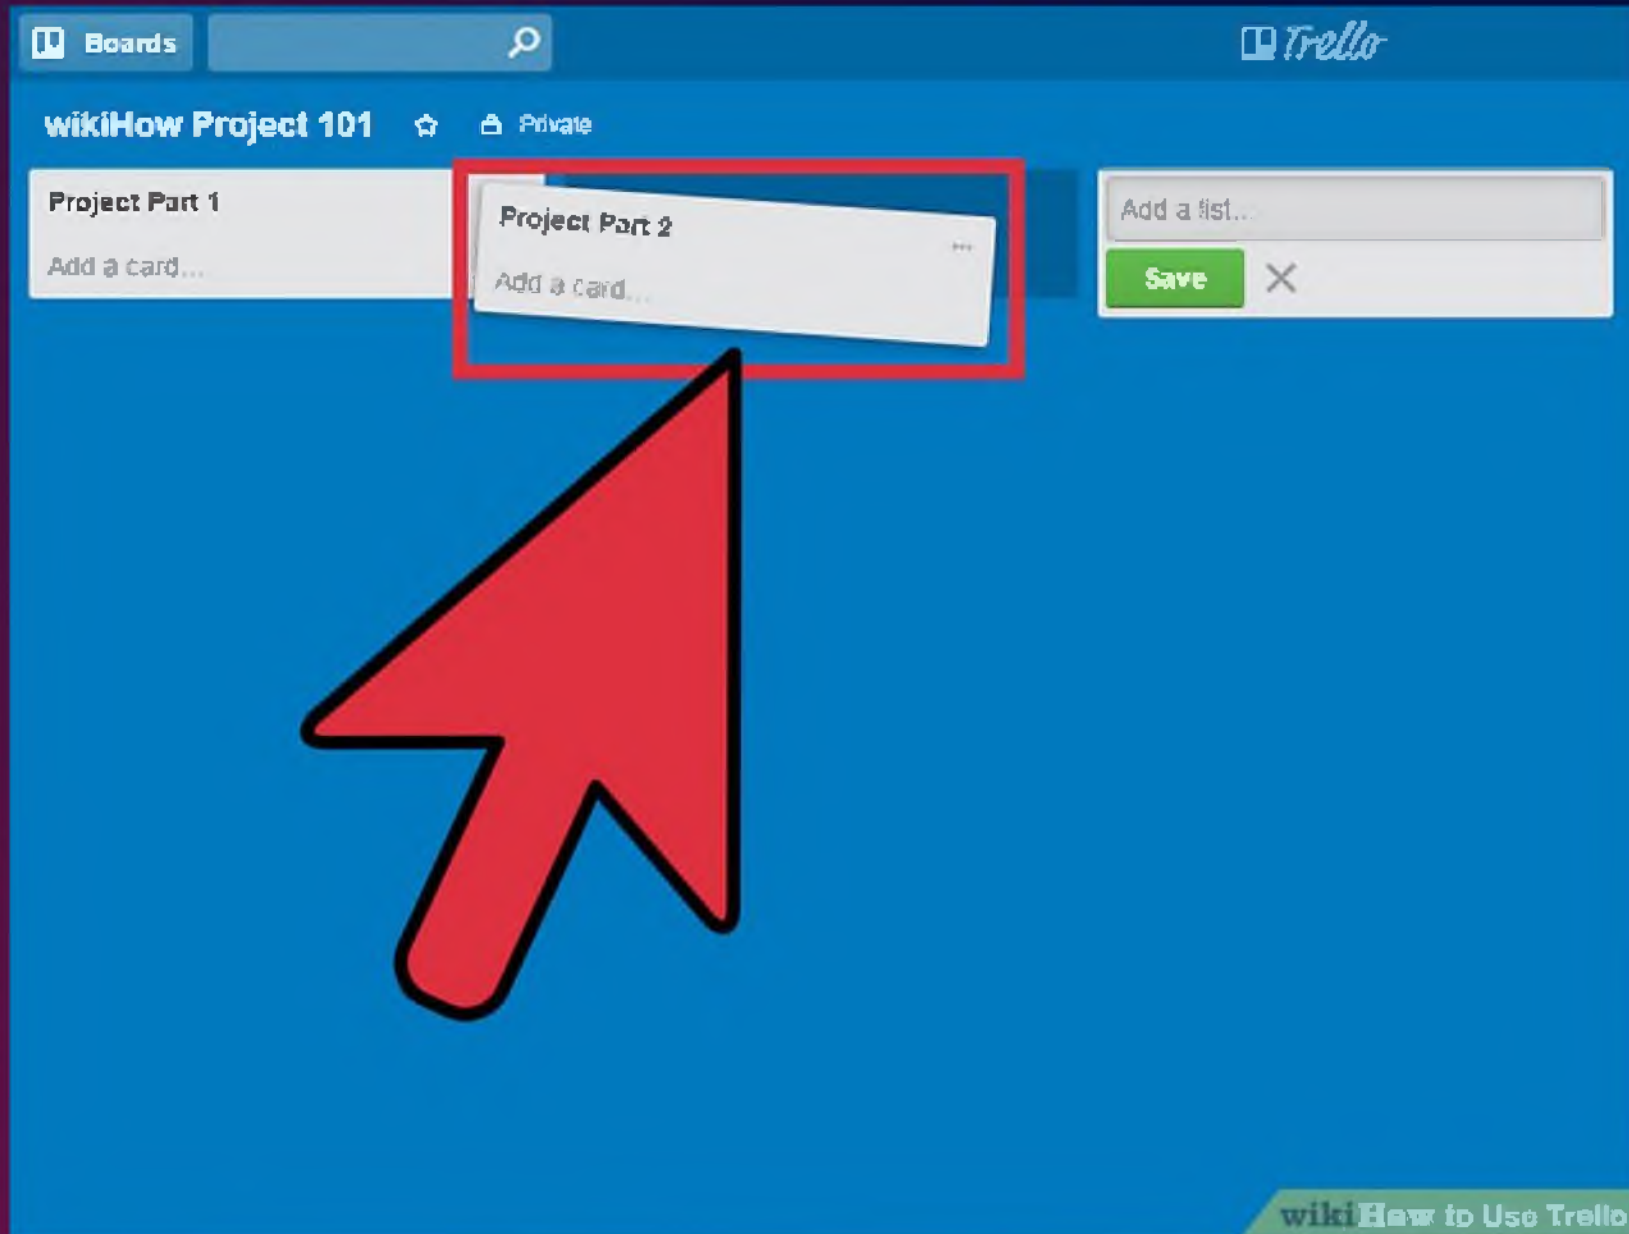 Boards
Trello
wikiHow Project 101
Private
Project Part 1
Add a card...
Project Part 2
Add a card...
Add a list...
Save
wikiHow to Use Trello